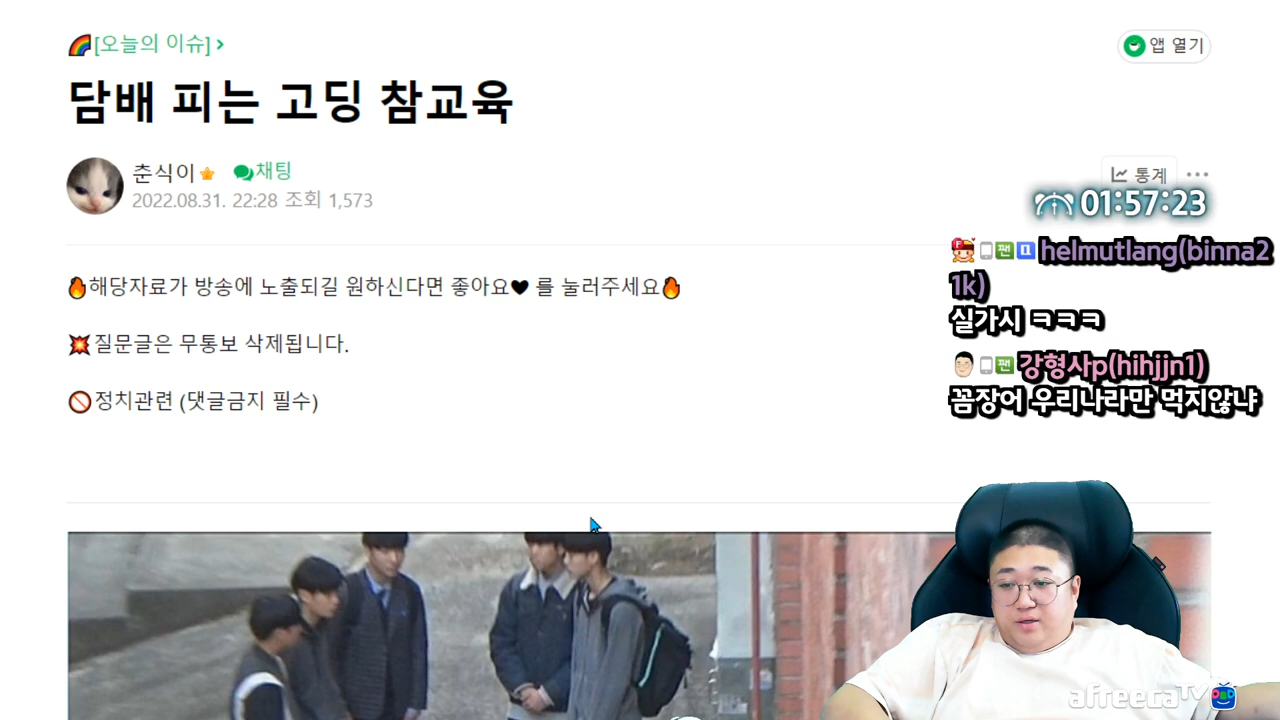 [오늘의 이슈] >
앱 열기
담배 피는 고딩 참교육
춘식이 채팅
2022.08.31. 22:28 조회 1,573
통계
01:57:23
해당자료가 방송에 노출되길 원하신다면 좋아요♥ 를 눌러주세요
질문글은 무통보 삭제됩니다.
정치관련 (댓글금지 필수)
팬 helmutlang(binna2
1k)
실가시 ㅋㅋㅋ
팬 강형사p(hihjjn1)
꼼장어 우리나라만 먹지않냐
afreecaTV